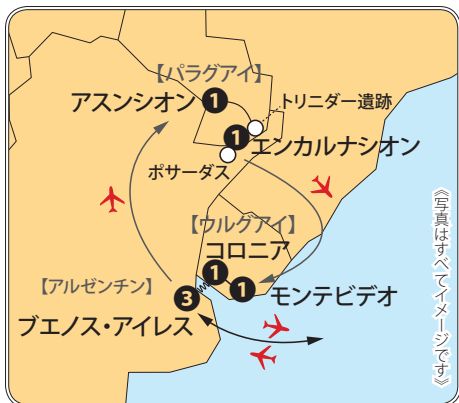 【パラグアイ】
アスンシオン
1
トリニダー遺跡
1
エンカルナシオン
ポサーダス
【ウルグアイ】
コロニア
1
1
モンテビデオ
【アルゼンチン】
3
ブエノス・アイレス
《写真はすべてイメージです》